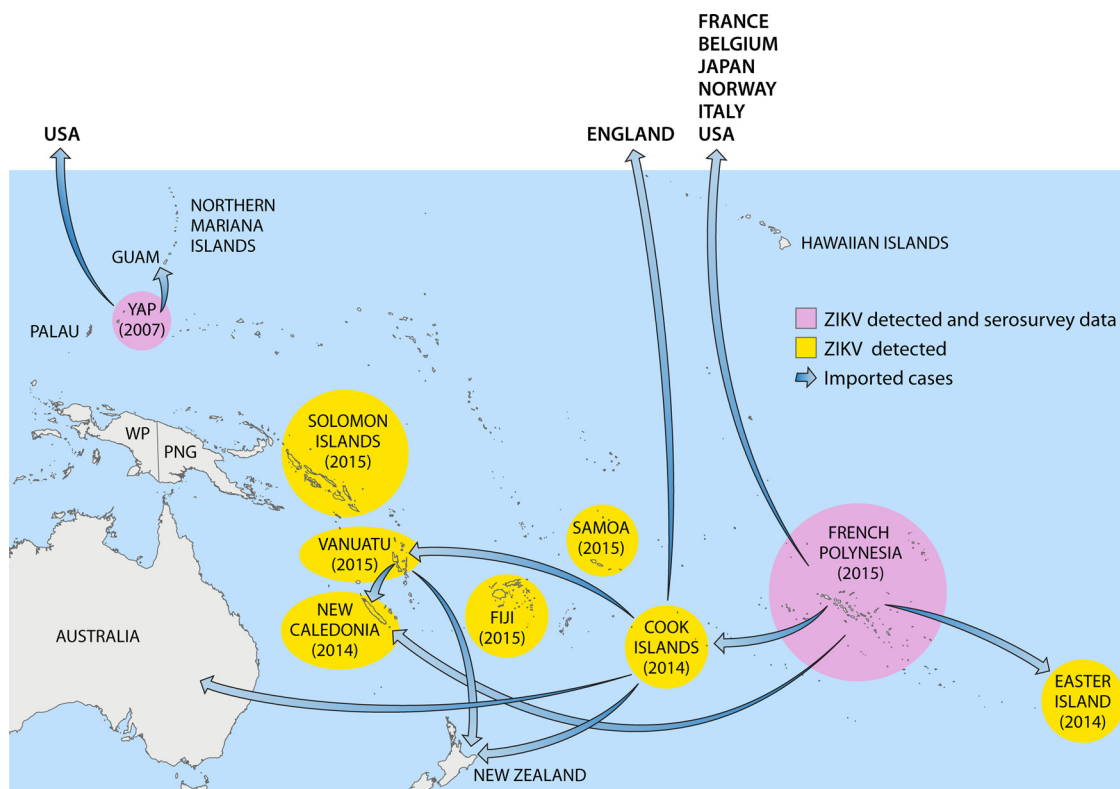 FRANCE
BELGIUM
JAPAN
NORWAY
ITALY
USA
USA
ENGLAND
NORTHERN
MARIANA
ISLANDS
GUAM
HAWAIIAN ISLANDS
YAP
(2007)
PALAU
ZIKV detected and serosurvey data
ZIKV detected
Imported cases
WP
PNG
SOLOMON
ISLANDS
(2015)
VANUATU
(2015)
SAMOA
(2015)
FRENCH
POLYNESIA
(2015)
NEW
CALEDONIA
(2014)
FIJI
(2015)
COOK
ISLANDS
(2014)
AUSTRALIA
EASTER
ISLAND
(2014)
NEW ZEALAND